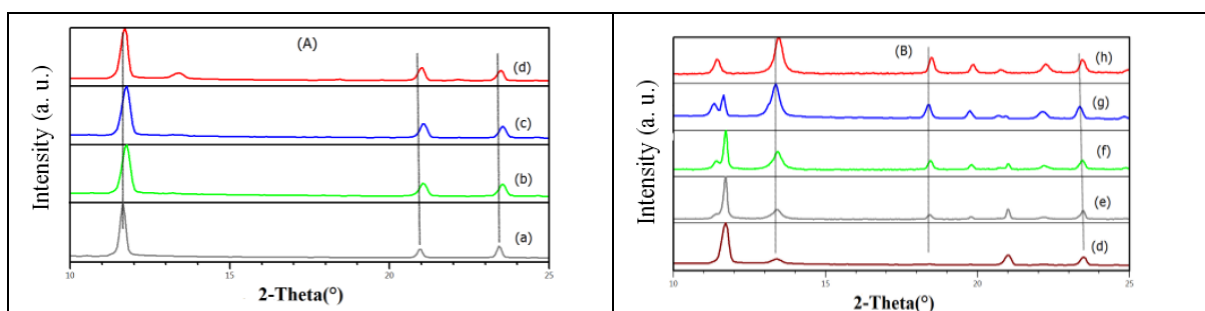 (A)
(d)
(c)
(b)
(a)
Intensity (a. u.)
10 15 20 25
2-Theta(°)
(B)
(h)
(g)
(f)
(e)
(d)
Intensity (a. u.)
10 15 20 25
2-Theta(°)